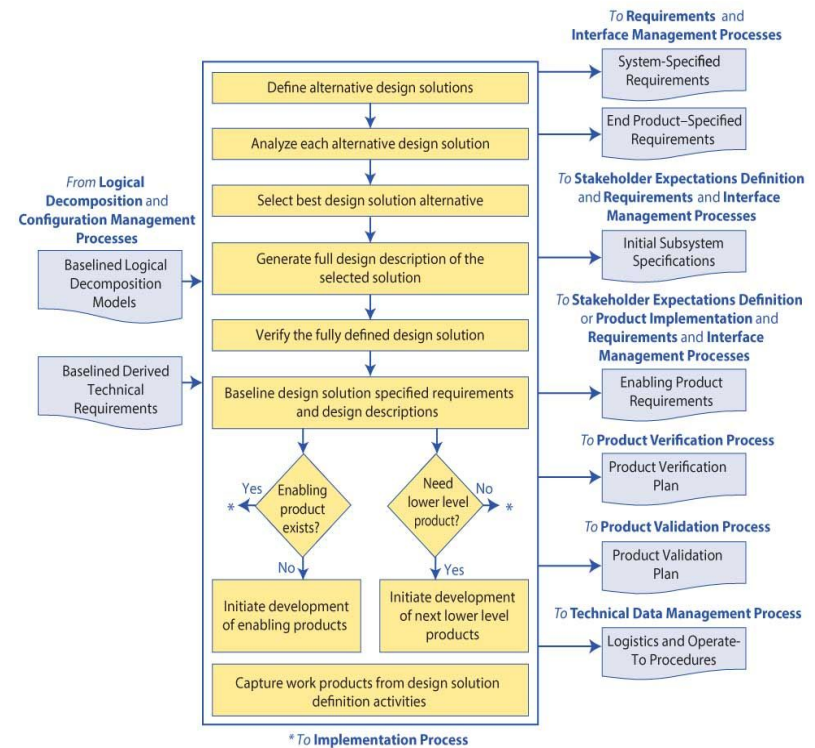 To Requirements and
Interface Management Processes
System-Specified
Requirements
End Product–Specified
Requirements
To Stakeholder Expectations Definition
and Requirements and Interface
Management Processes
Initial Subsystem
Specifications
To Stakeholder Expectations Definition
or Product Implementation and
Requirements and Interface
Management Processes
Enabling Product
Requirements
To Product Verification Process
Product Verification
Plan
To Product Validation Process
Product Validation
Plan
To Technical Data Management Process
Logistics and Operate-
To Procedures
From Logical
Decomposition and
Configuration Management
Processes
Baselined Logical
Decomposition
Models
Baselined Derived
Technical
Requirements
Define alternative design solutions
Analyze each alternative design solution
Select best design solution alternative
Generate full design description of the
selected solution
Verify the fully defined design solution
Baseline design solution specified requirements
and design descriptions
* Yes
Enabling
product
exists?
No
Need
lower level
product?
No *
Yes
Initiate development
of enabling products
Initiate development
of next lower level
products
Capture work products from design solution
definition activities
* To Implementation Process